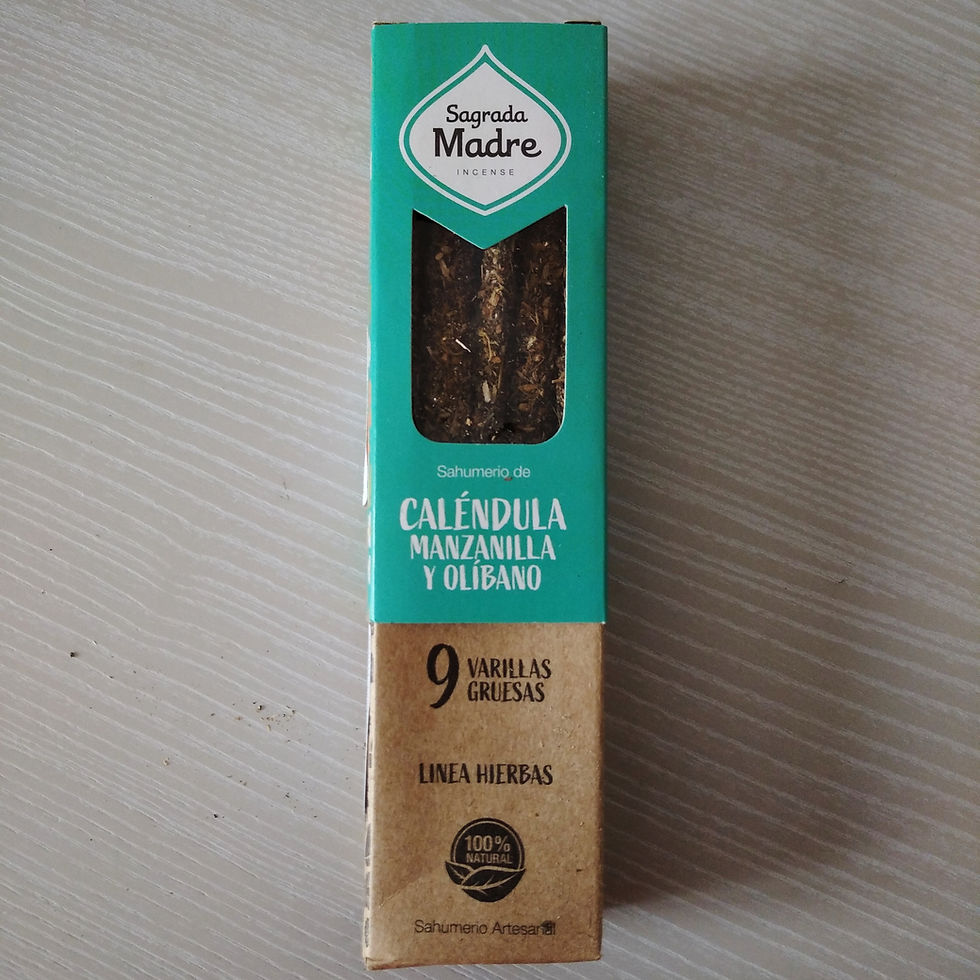 Sagrada
Madre
INCENSE
Sahumerio de
CALÉNDULA
MANZANILLA
Y OLÍBANO
9 VARILLAS
GRUESAS
LINEA HIERBAS
100%
NATURAL
Sahumerio Artesanal